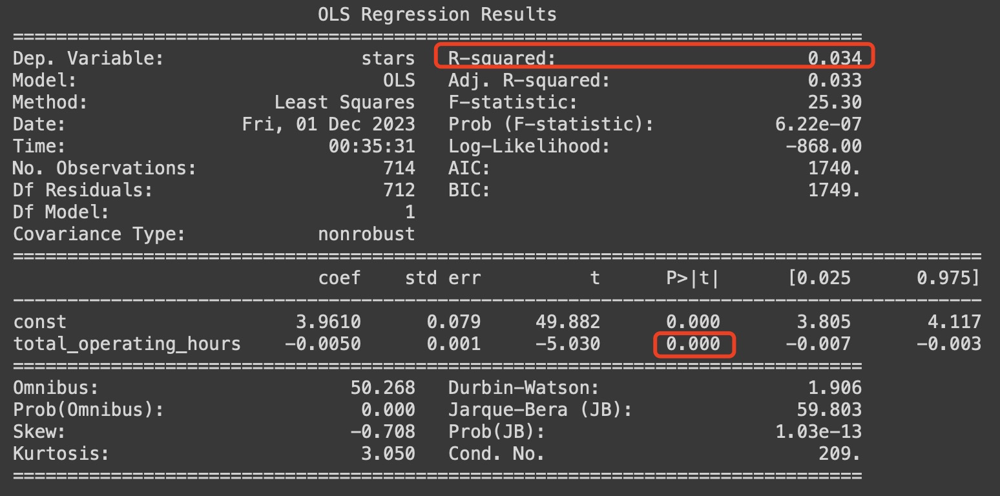 OLS Regression Results
==============================================================================
Dep. Variable: stars R-squared: 0.034
Model: OLS Adj. R-squared: 0.033
Method: Least Squares F-statistic: 25.30
Date: Fri, 01 Dec 2023 Prob (F-statistic): 6.22e-07
Time: 00:35:31 Log-Likelihood: -868.00
No. Observations: 714 AIC: 1740.
Df Residuals: 712 BIC: 1749.
Df Model: 1
Covariance Type: nonrobust
=========================================================================================
coef std err t P>|t| [0.025 0.975]
-----------------------------------------------------------------------------------------
const 3.9610 0.079 49.882 0.000 3.805 4.117
total_operating_hours -0.0050 0.001 -5.030 0.000 -0.007 -0.003
==============================================================================
Omnibus: 50.268 Durbin-Watson: 1.906
Prob(Omnibus): 0.000 Jarque-Bera (JB): 59.803
Skew: -0.708 Prob(JB): 1.03e-13
Kurtosis: 3.050 Cond. No. 209.
==============================================================================